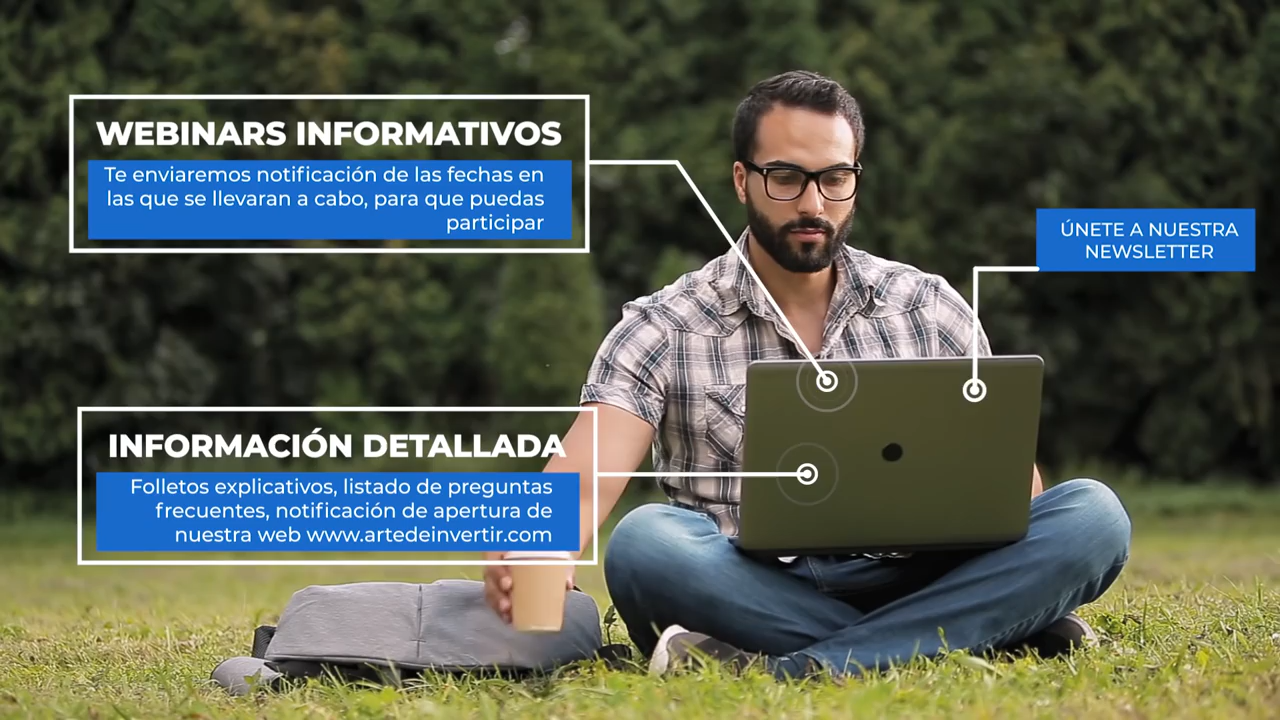 WEBINARS INFORMATIVOS
Te enviaremos notificación de las fechas en
las que se llevaran a cabo, para que puedas
participar
ÚNETE A NUESTRA
NEWSLETTER
INFORMACIÓN DETALLADA
Folletos explicativos, listado de preguntas
frecuentes, notificación de apertura de
nuestra web www.artedeinvertir.com